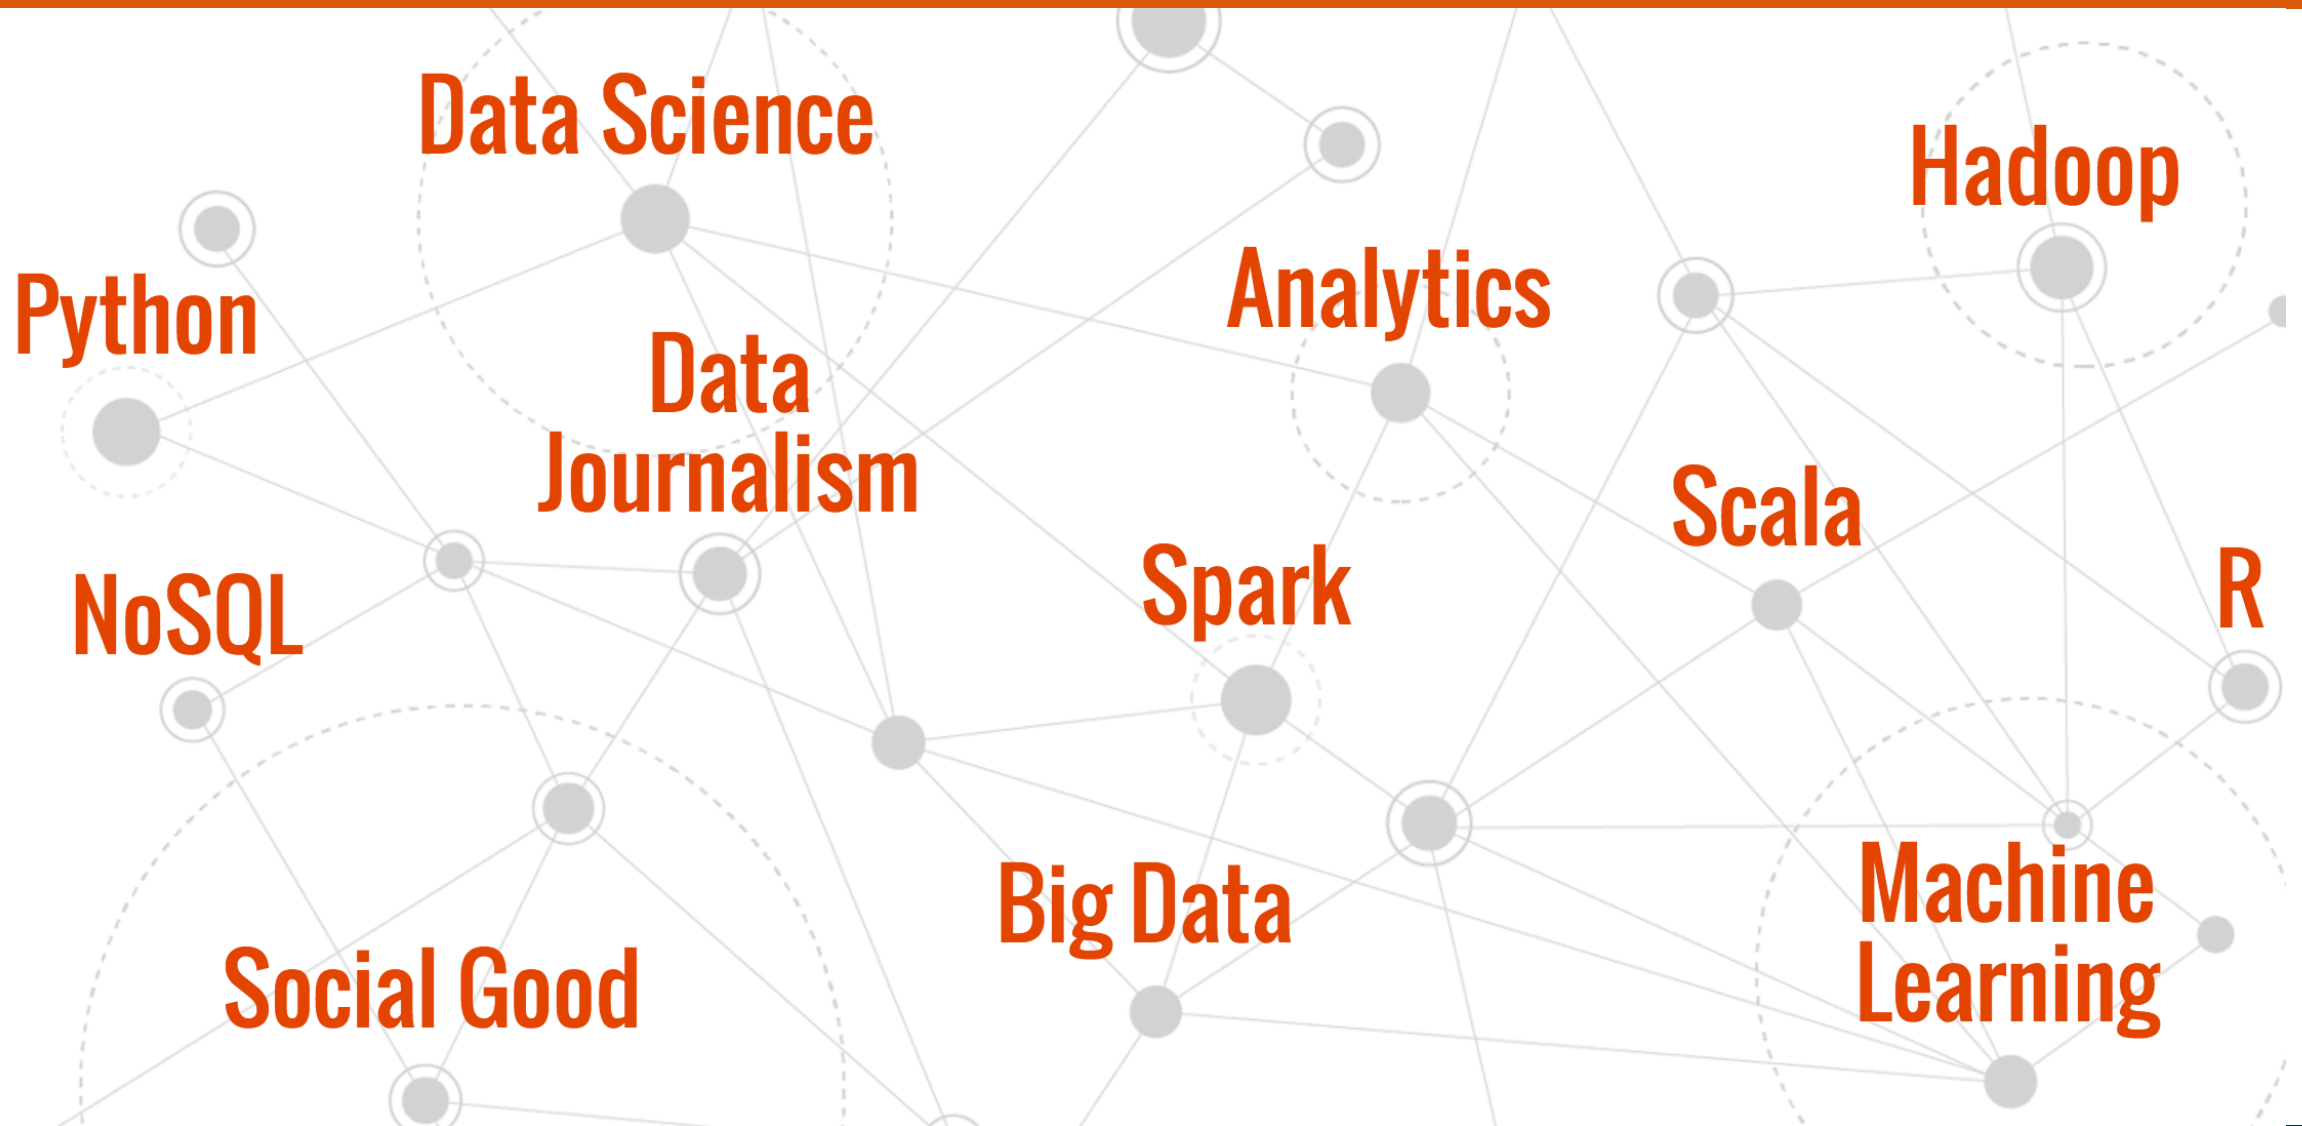 Data Science
Hadoop
Python
Analytics
Data
Journalism
Scala
NoSQL
Spark
R
Big Data
Machine
Learning
Social Good